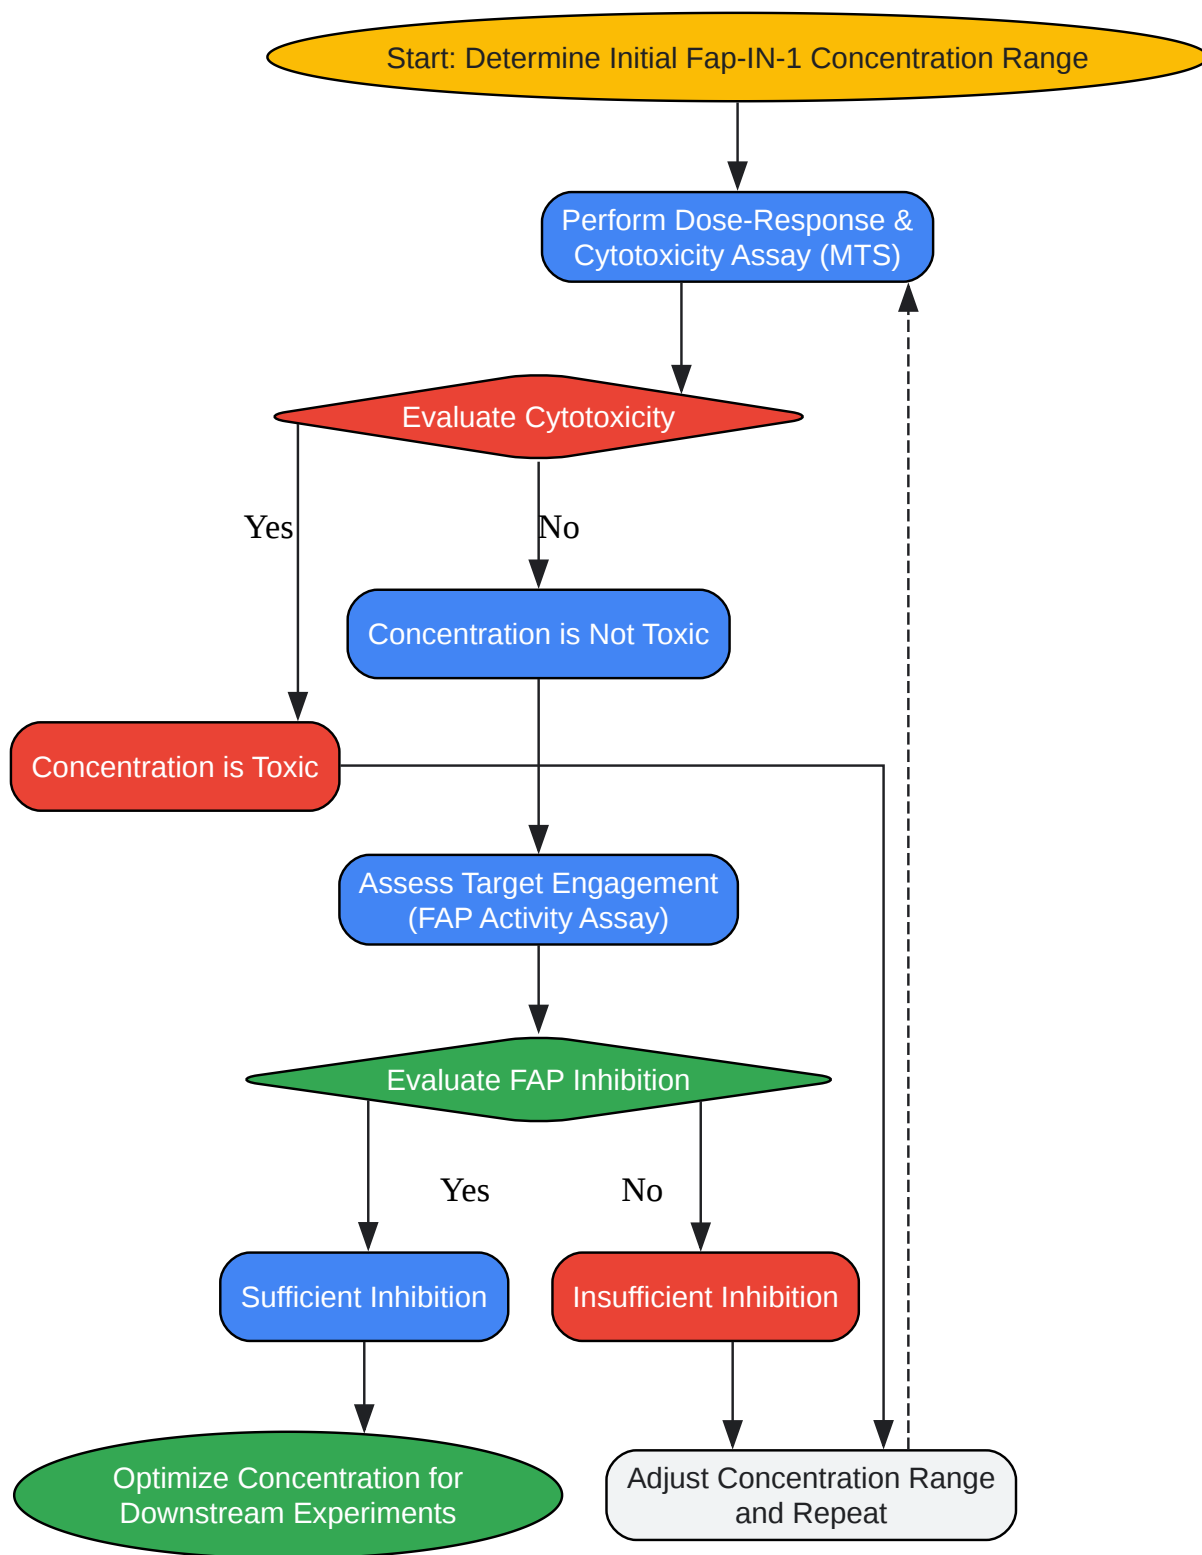 Start: Determine Initial Fap-IN-1 Concentration Range
Perform Dose-Response &
Cytotoxicity Assay (MTS)
Evaluate Cytotoxicity
Yes
No
Concentration is Not Toxic
Concentration is Toxic
Assess Target Engagement
(FAP Activity Assay)
Evaluate FAP Inhibition
Yes
No
Sufficient Inhibition
Insufficient Inhibition
Optimize Concentration for
Downstream Experiments
Adjust Concentration Range
and Repeat